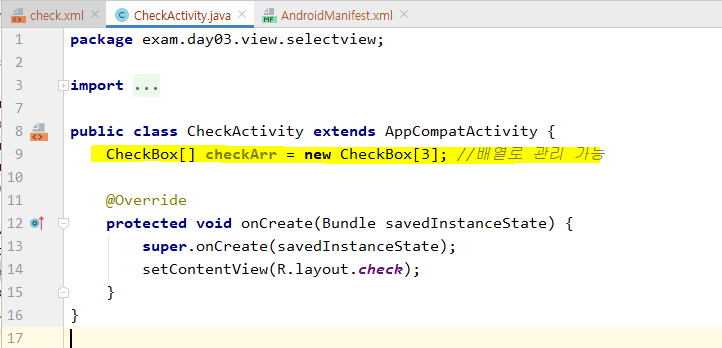 check.xml CheckActivity.java AndroidManifest.xml
1 package exam.day03.view.selectview;
2
3 import ...
7
8 public class CheckActivity extends AppCompatActivity {
9 CheckBox[] checkArr = new CheckBox[3]; //배열로 관리 가능
10
11 @Override
12 protected void onCreate(Bundle savedInstanceState) {
13 super.onCreate(savedInstanceState);
14 setContentView(R.layout.check);
15 }
16 }
17